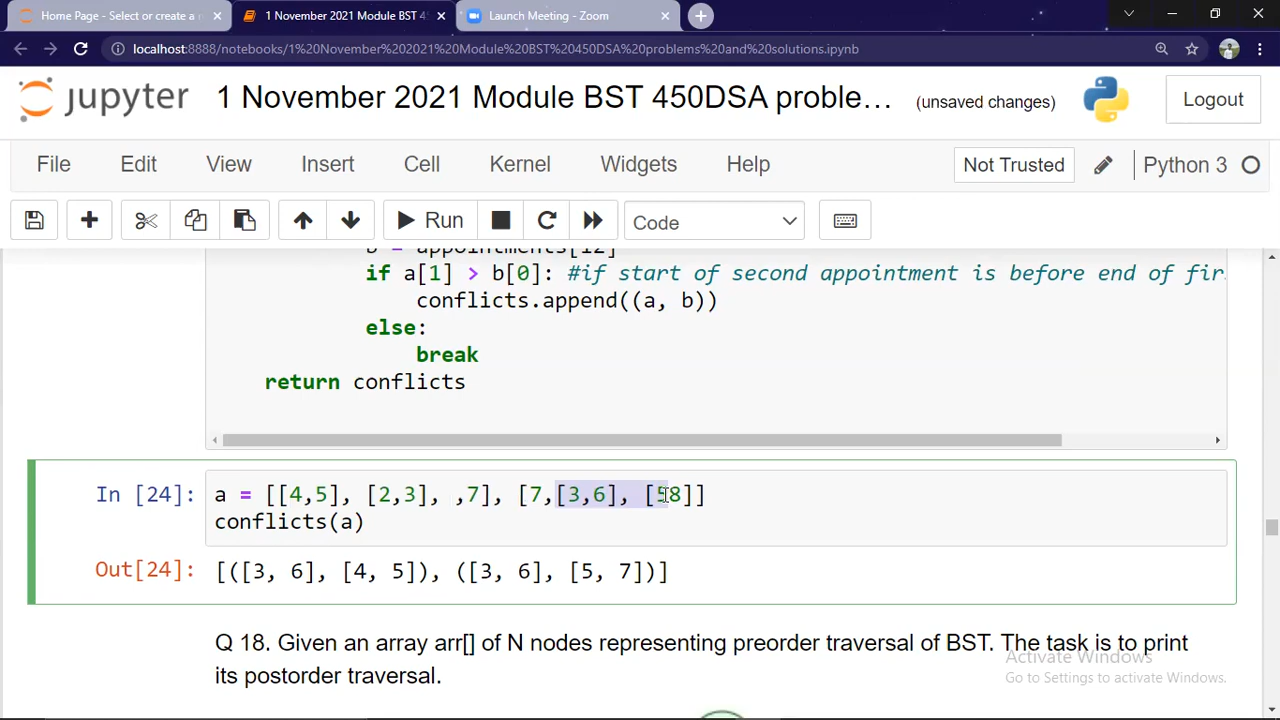 Home Page - Select or create a
1 November 2021 Module BST 45
Launch Meeting - Zoom
localhost:8888/notebooks/1%20November%202021%20Module%20BST%20450DSA%20problems%20and%20solutions.ipynb
jupyter 1 November 2021 Module BST 450DSA proble... (unsaved changes) Logout
File Edit View Insert Cell Kernel Widgets Help Not Trusted Python 3
Run Code
b = appointments[i2]
if a[1] > b[0]: #if start of second appointment is before end of fir
conflicts.append((a, b))
else:
break
return conflicts
In [24]: a = [[4,5], [2,3], ,7], [7,[3,6], [58]]
conflicts(a)
Out[24]: [([3, 6], [4, 5]), ([3, 6], [5, 7])]
Q 18. Given an array arr[] of N nodes representing preorder traversal of BST. The task is to print
its postorder traversal.
Activate Windows
Go to Settings to activate Windows.